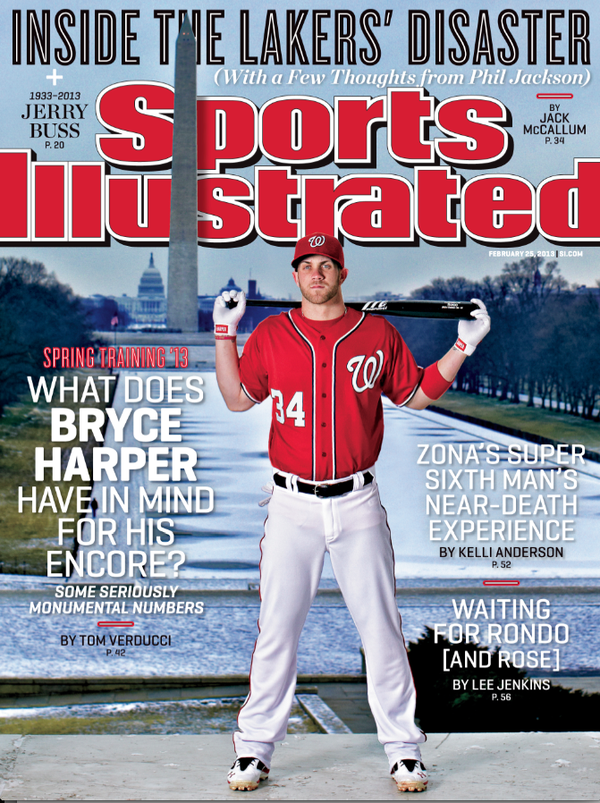 INSIDE THE LAKERS' DISASTER
+
(With a Few Thoughts from Phil Jackson)
1933–2013
JERRY
BUSS
P. 20
BY
JACK
McCALLUM
P. 34
Sports
Illustrated
FEBRUARY 25, 2013 | SI.COM
W
34
W
SPRING TRAINING '13
WHAT DOES
BRYCE
HARPER
HAVE IN MIND
FOR HIS
ENCORE?
SOME SERIOUSLY
MONUMENTAL NUMBERS
BY TOM VERDUCCI
P. 42
ZONA'S SUPER
SIXTH MAN'S
NEAR-DEATH
EXPERIENCE
BY KELLI ANDERSON
P. 52
WAITING
FOR RONDO
[AND ROSE]
BY LEE JENKINS
P. 56